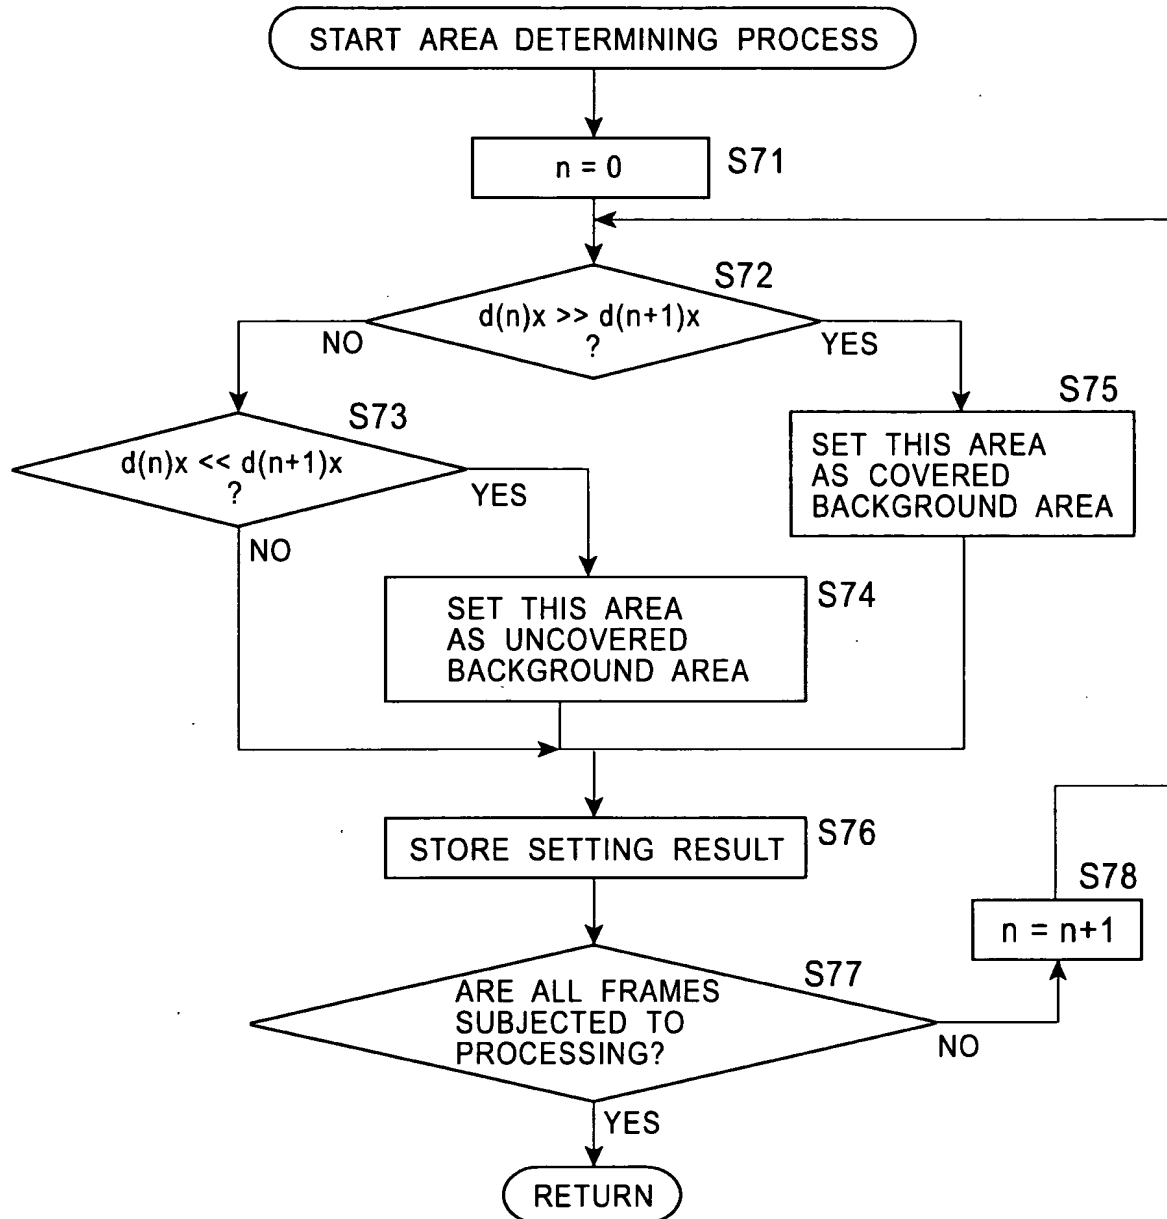 START AREA DETERMINING PROCESS
n = 0
S71
S72
d(n)x >> d(n+1)x
?
NO
YES
S73
d(n)x << d(n+1)x
?
YES
NO
S75
SET THIS AREA
AS COVERED
BACKGROUND AREA
S74
SET THIS AREA
AS UNCOVERED
BACKGROUND AREA
STORE SETTING RESULT
S76
S78
n = n+1
S77
ARE ALL FRAMES
SUBJECTED TO
PROCESSING?
NO
YES
RETURN